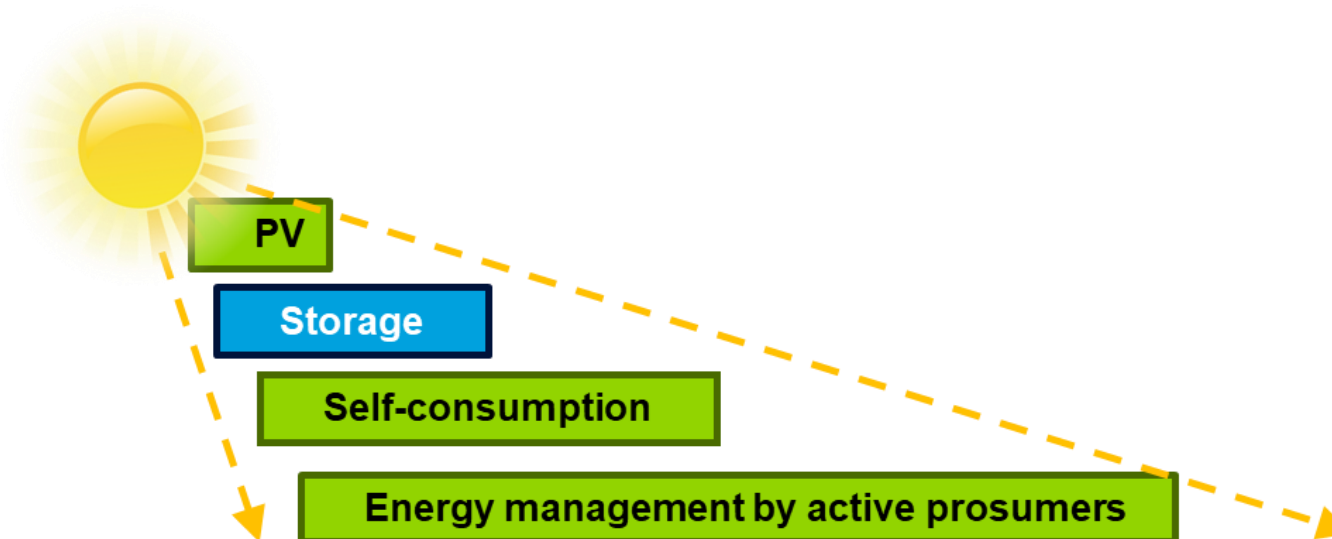 PV
Storage
Self-consumption
Energy management by active prosumers